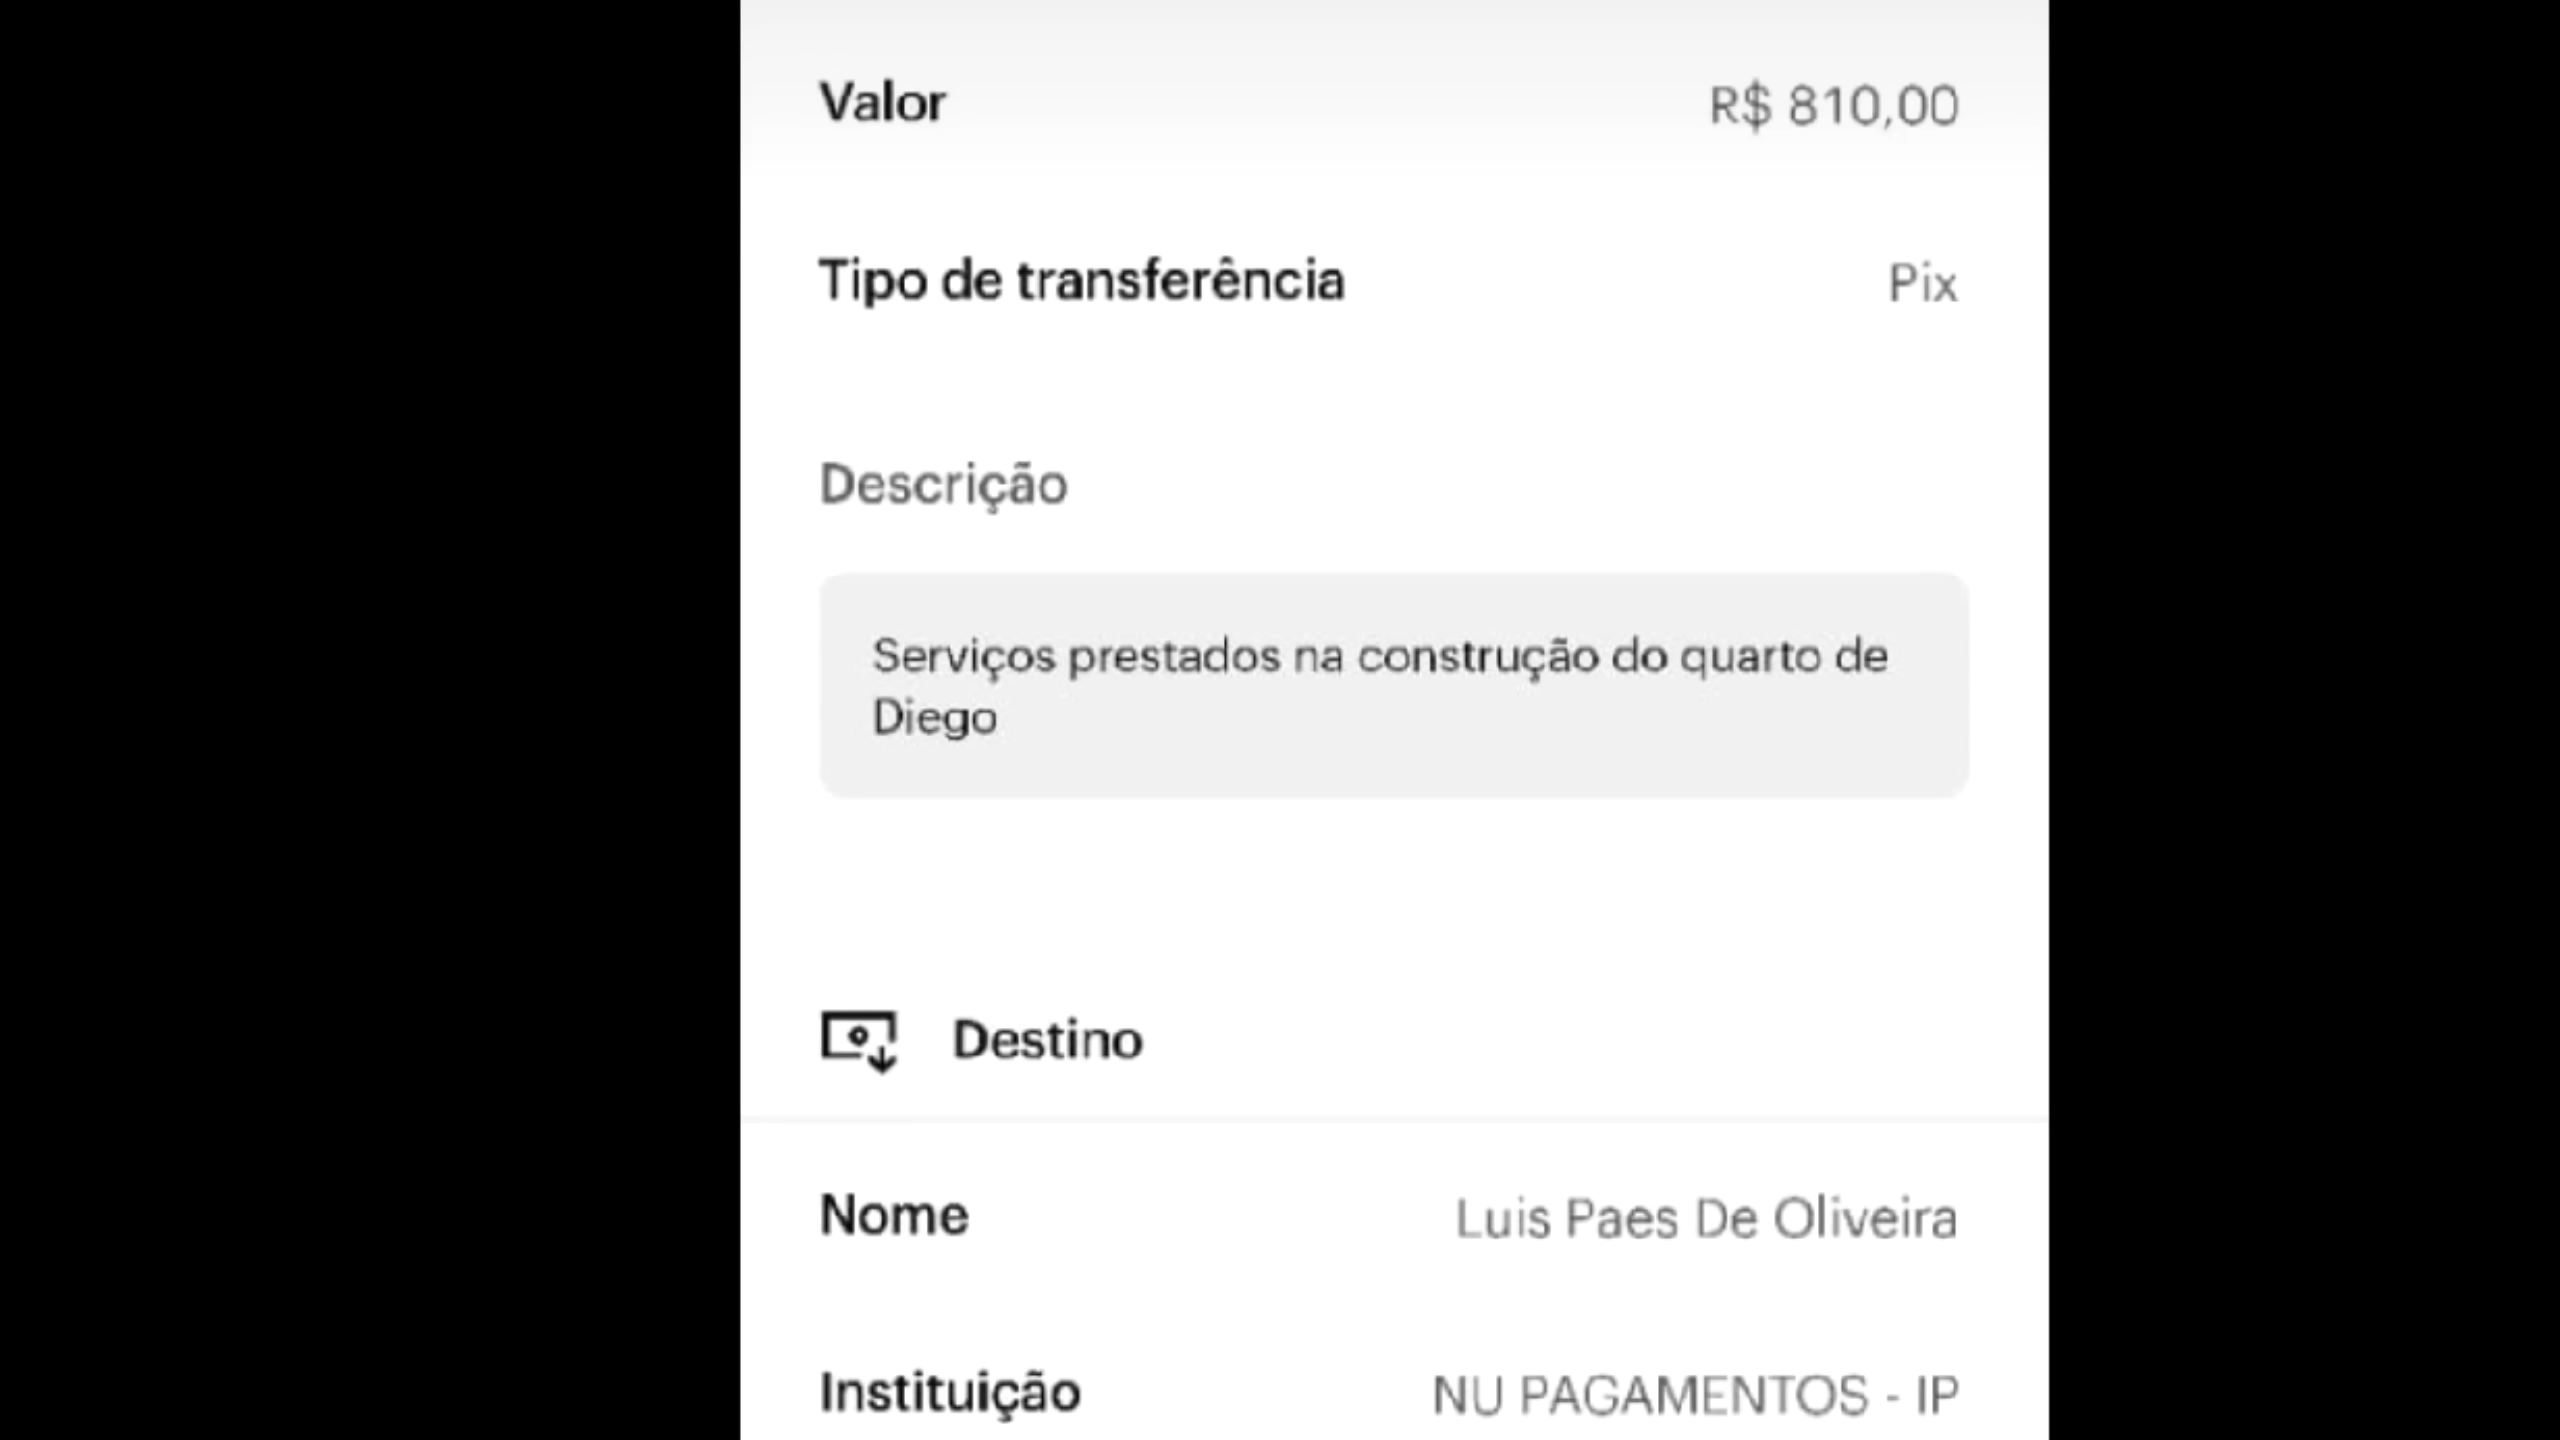 Valor R$ 810,00
Tipo de transferência Pix
Descrição
Serviços prestados na construção do quarto de
Diego
Destino
Nome Luis Paes De Oliveira
Instituição NU PAGAMENTOS - IP